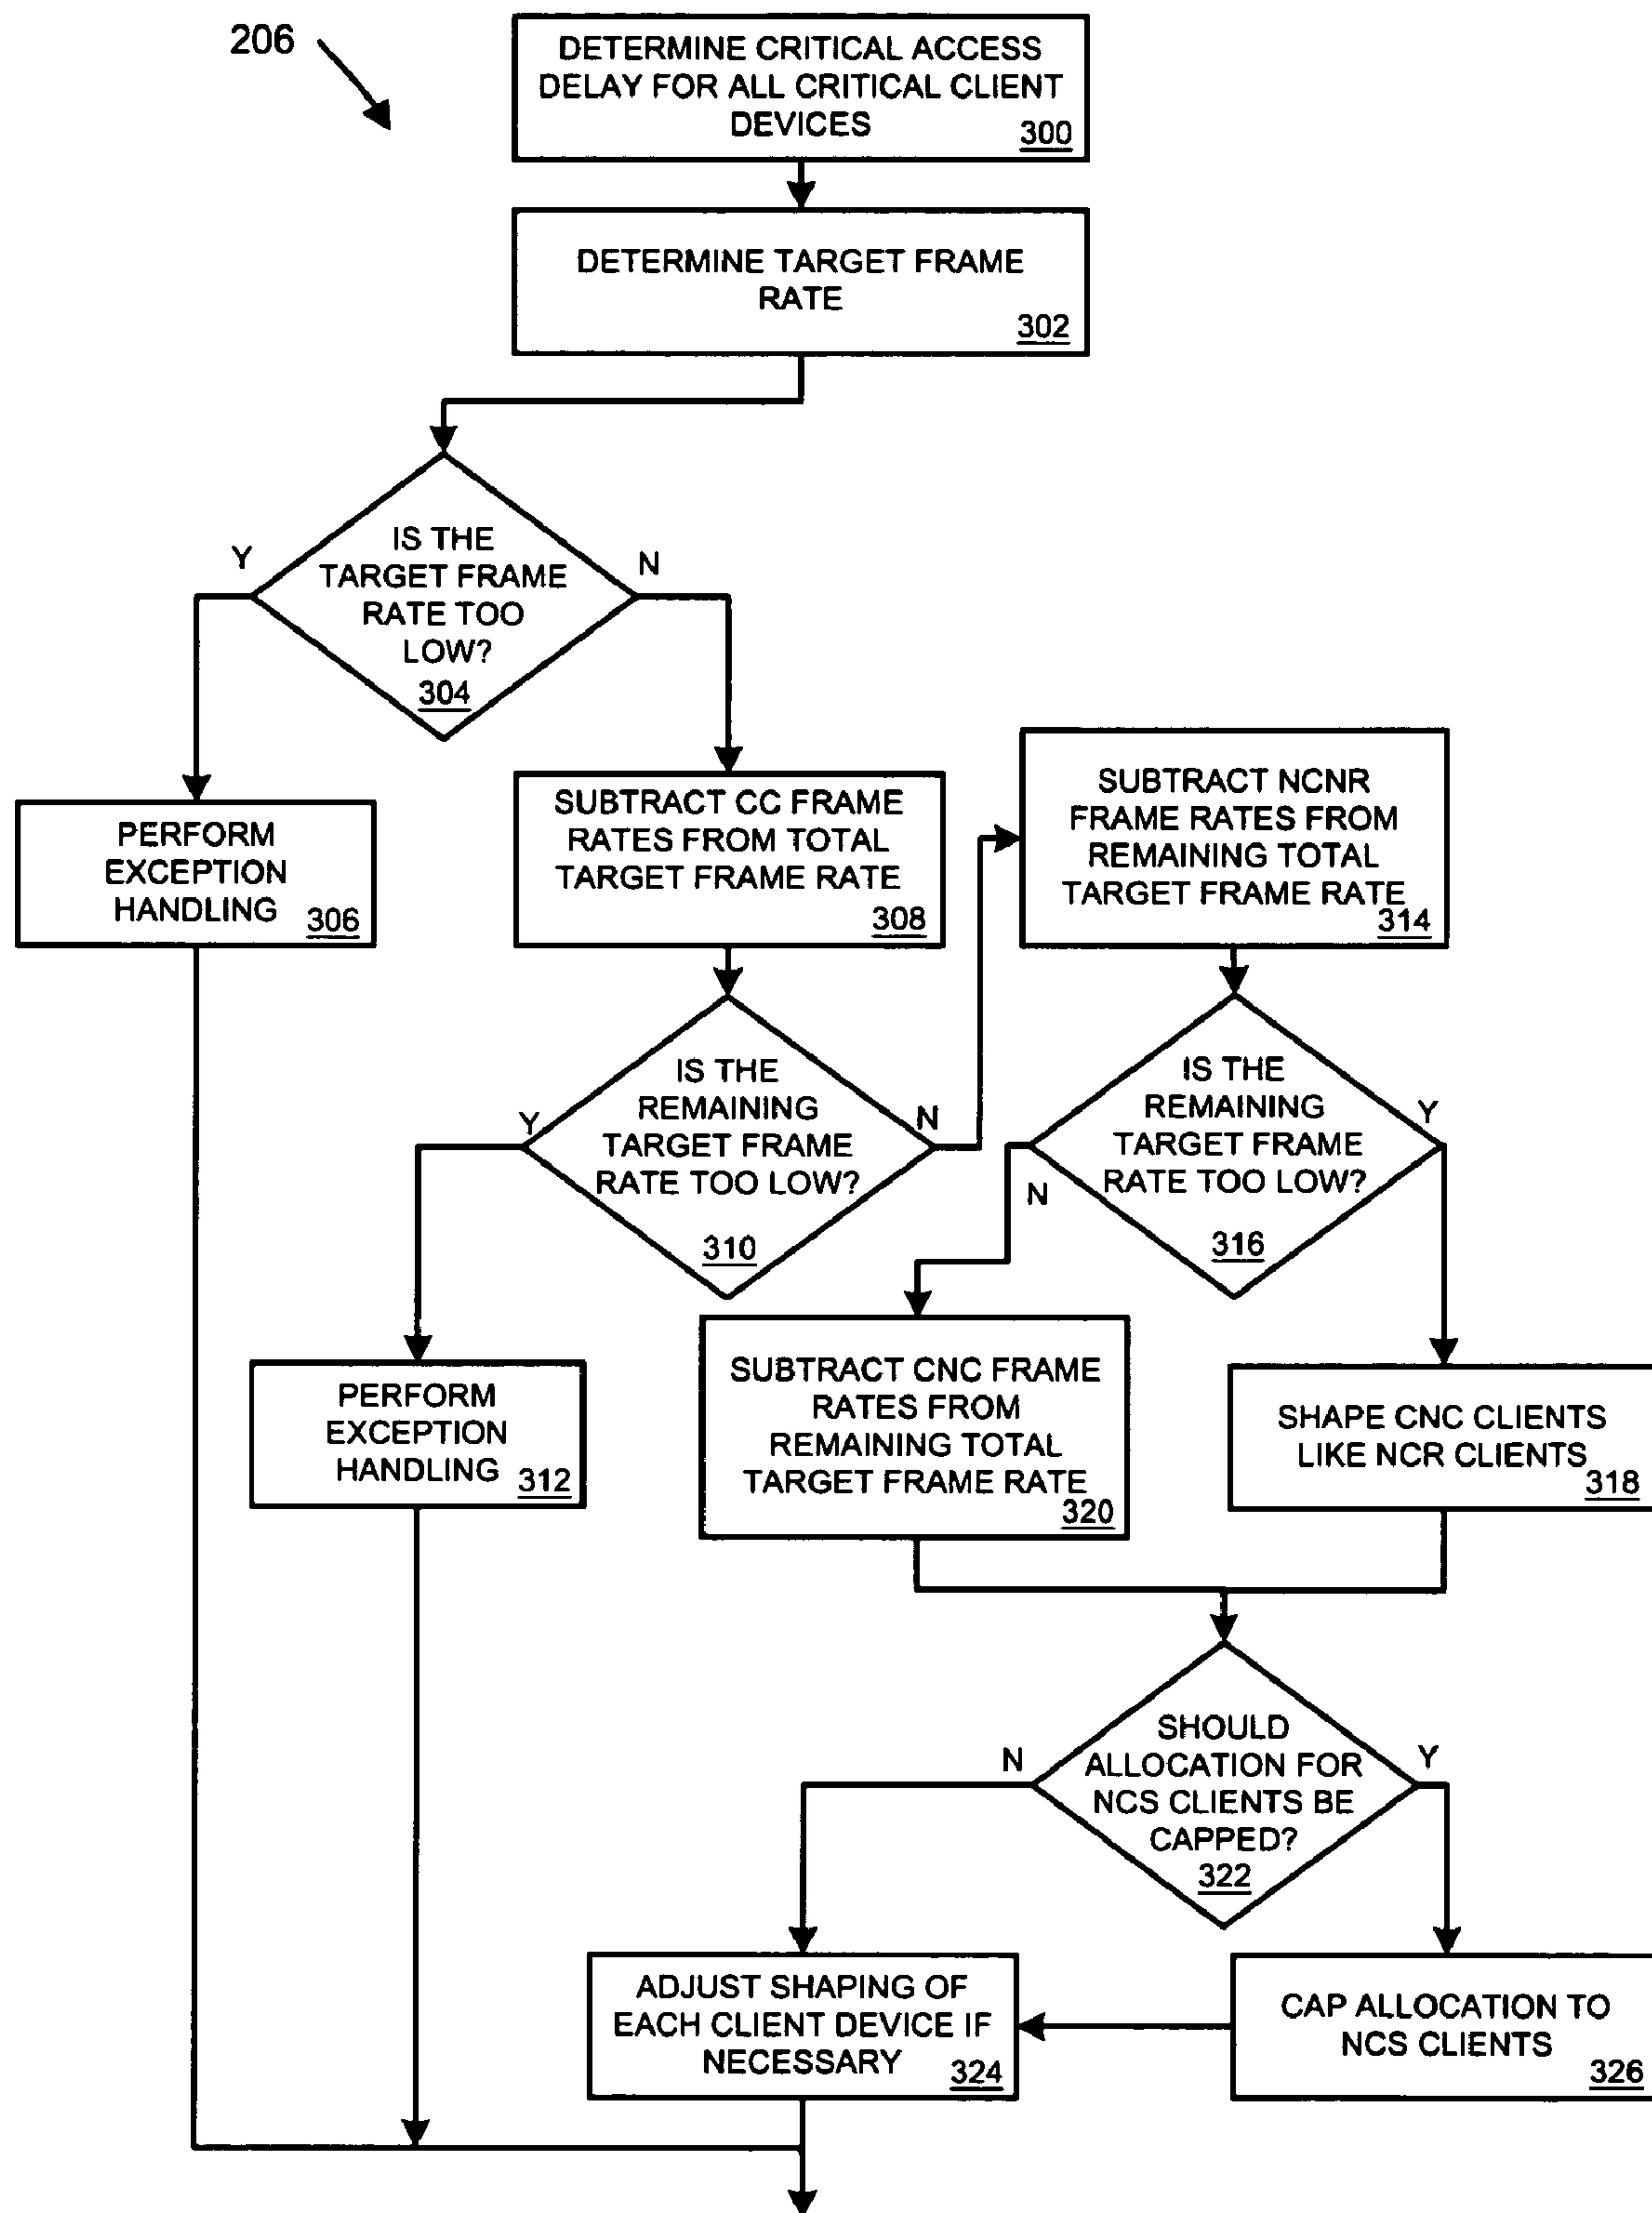 206
DETERMINE CRITICAL ACCESS
DELAY FOR ALL CRITICAL CLIENT
DEVICES
300
DETERMINE TARGET FRAME
RATE
302
IS THE
TARGET FRAME
RATE TOO
LOW?
304
Y
N
PERFORM
EXCEPTION
HANDLING
306
SUBTRACT CC FRAME
RATES FROM TOTAL
TARGET FRAME RATE
308
SUBTRACT NCNR
FRAME RATES FROM
REMAINING TOTAL
TARGET FRAME RATE
314
IS THE
REMAINING
TARGET FRAME
RATE TOO LOW?
310
Y
N
IS THE
REMAINING
TARGET FRAME
RATE TOO LOW?
316
N
Y
PERFORM
EXCEPTION
HANDLING
312
SUBTRACT CNC FRAME
RATES FROM
REMAINING TOTAL
TARGET FRAME RATE
320
SHAPE CNC CLIENTS
LIKE NCR CLIENTS
318
SHOULD
ALLOCATION FOR
NCS CLIENTS BE
CAPPED?
322
N
Y
ADJUST SHAPING OF
EACH CLIENT DEVICE IF
NECESSARY
324
CAP ALLOCATION TO
NCS CLIENTS
326